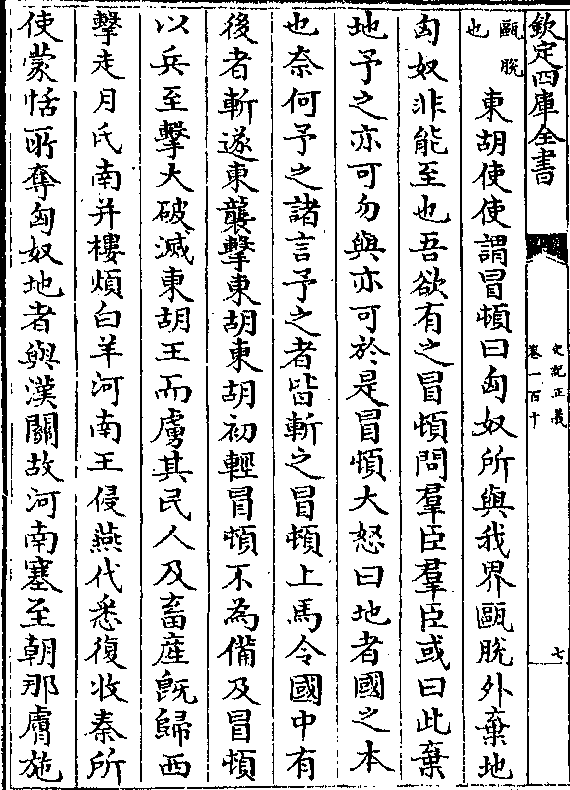 欽定四庫全書
史記正義
卷一百十
七
甌脫
也
東胡使使謂冒頓曰匈奴所與我界甌脫外棄地
匈奴非能至也吾欲有之冒頓問羣臣羣臣或曰此棄
地予之亦可勿與亦可於是冒頓大怒曰地者國之本
也奈何予之諸言予之者皆斬之冒頓上馬令國中有
後者斬遂東襲擊東胡東胡初輕冒頓不為備及冒頓
以兵至擊大破滅東胡王而虜其民人及畜產既歸西
擊走月氏南并樓煩白羊河南王侵燕代悉復收秦所
使蒙恬所奪匈奴地者與漢關故河南塞至朝那膚施